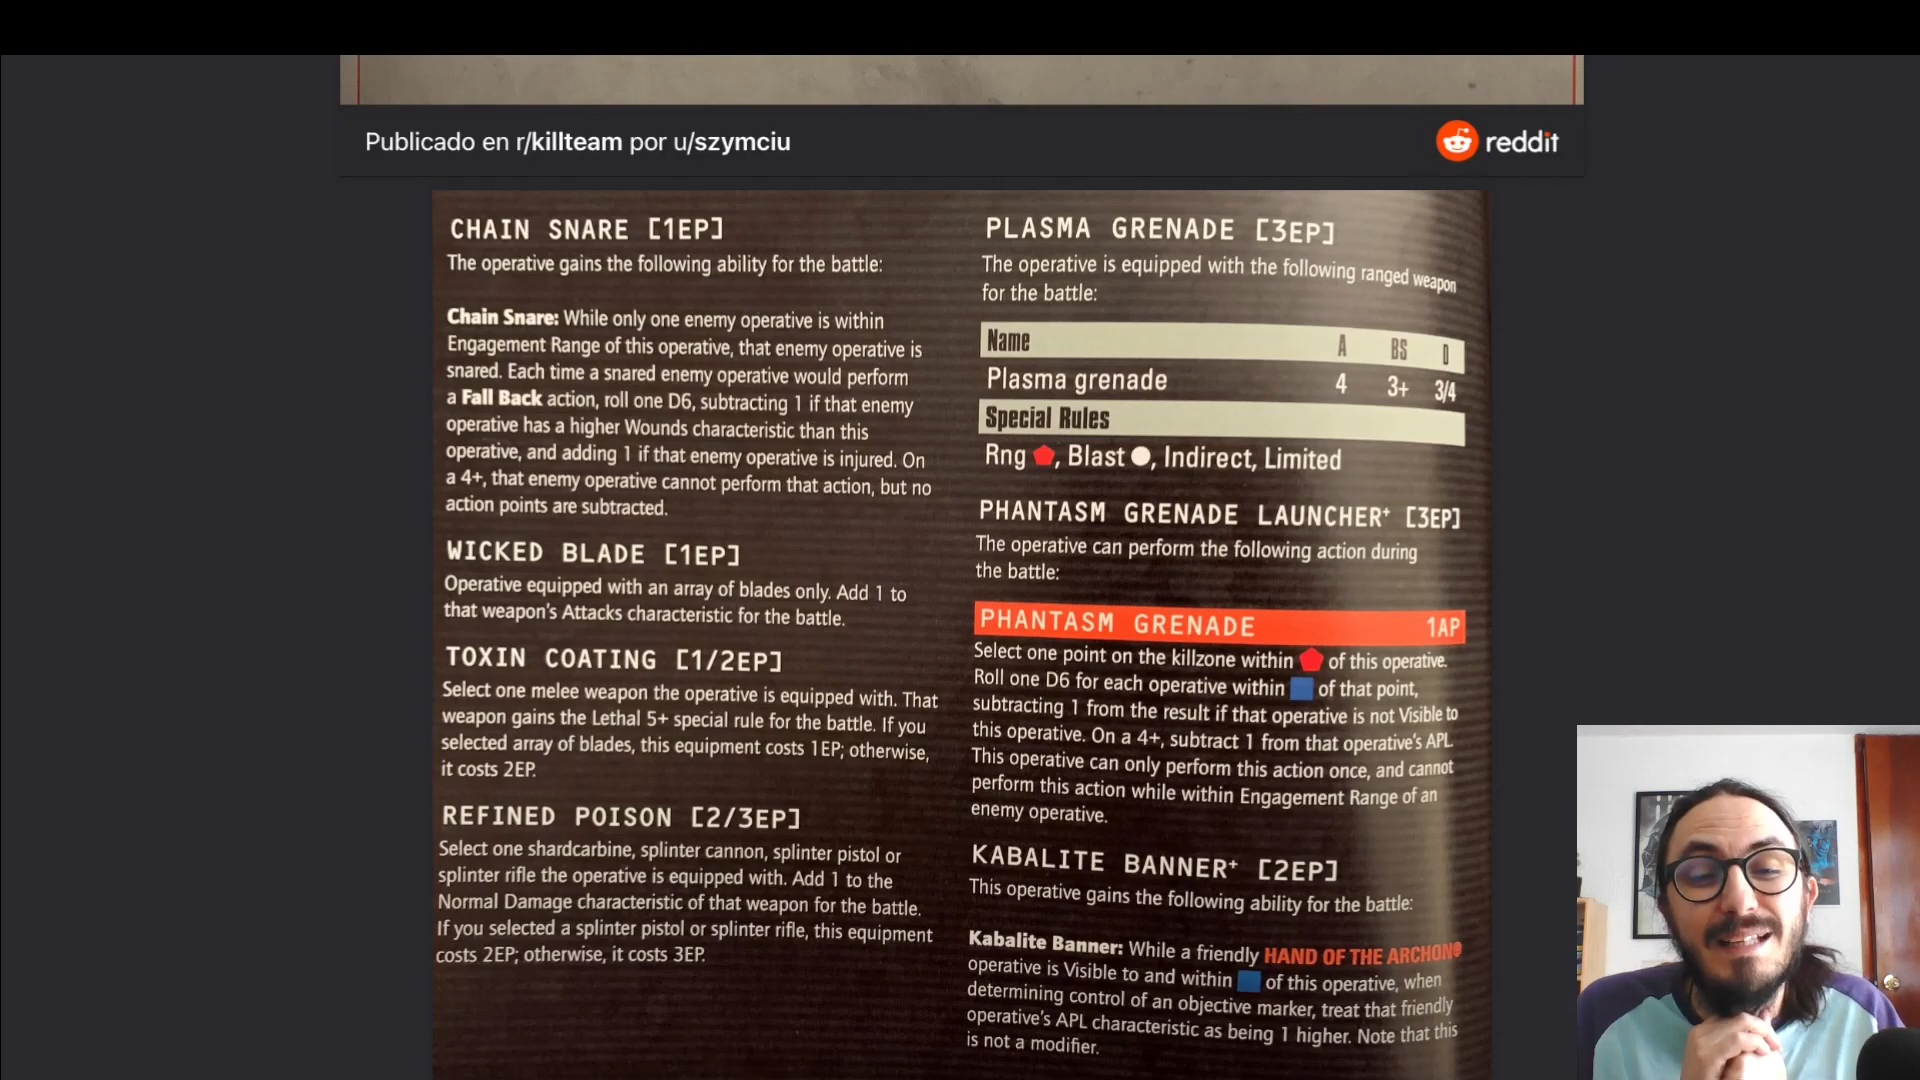 Publicado en r/killteam por u/szymciu
reddit
CHAIN SNARE [1EP]
The operative gains the following ability for the battle:
Chain Snare: While only one enemy operative is within
Engagement Range of this operative, that enemy operative is
snared. Each time a snared enemy operative would perform
a Fall Back action, roll one D6, subtracting 1 if that enemy
operative has a higher Wounds characteristic than this
operative, and adding 1 if that enemy operative is injured. On
a 4+, that enemy operative cannot perform that action, but no
action points are subtracted.
WICKED BLADE [1EP]
Operative equipped with an array of blades only. Add 1 to
that weapon's Attacks characteristic for the battle.
TOXIN COATING [1/2EP]
Select one melee weapon the operative is equipped with. That
weapon gains the Lethal 5+ special rule for the battle. If you
selected array of blades, this equipment costs 1EP; otherwise,
it costs 2EP.
REFINED POISON [2/3EP]
Select one shardcarbine, splinter cannon, splinter pistol or
splinter rifle the operative is equipped with. Add 1 to the
Normal Damage characteristic of that weapon for the battle.
If you selected a splinter pistol or splinter rifle, this equipment
costs 2EP; otherwise, it costs 3EP.
PLASMA GRENADE [3EP]
The operative is equipped with the following ranged weapon
for the battle:
Name A BS D
Plasma grenade 4 3+ 3/4
Special Rules
Rng , Blast , Indirect, Limited
PHANTASM GRENADE LAUNCHER+ [3EP]
The operative can perform the following action during
the battle:
PHANTASM GRENADE 1AP
Select one point on the killzone within of this operative.
Roll one D6 for each operative within of that point,
subtracting 1 from the result if that operative is not Visible to
this operative. On a 4+, subtract 1 from that operative's APL.
This operative can only perform this action once, and cannot
perform this action while within Engagement Range of an
enemy operative.
KABALITE BANNER+ [2EP]
This operative gains the following ability for the battle:
Kabalite Banner: While a friendly HAND OF THE ARCHON
operative is Visible to and within of this operative, when
determining control of an objective marker, treat that friendly
operative's APL characteristic as being 1 higher. Note that this
is not a modifier.